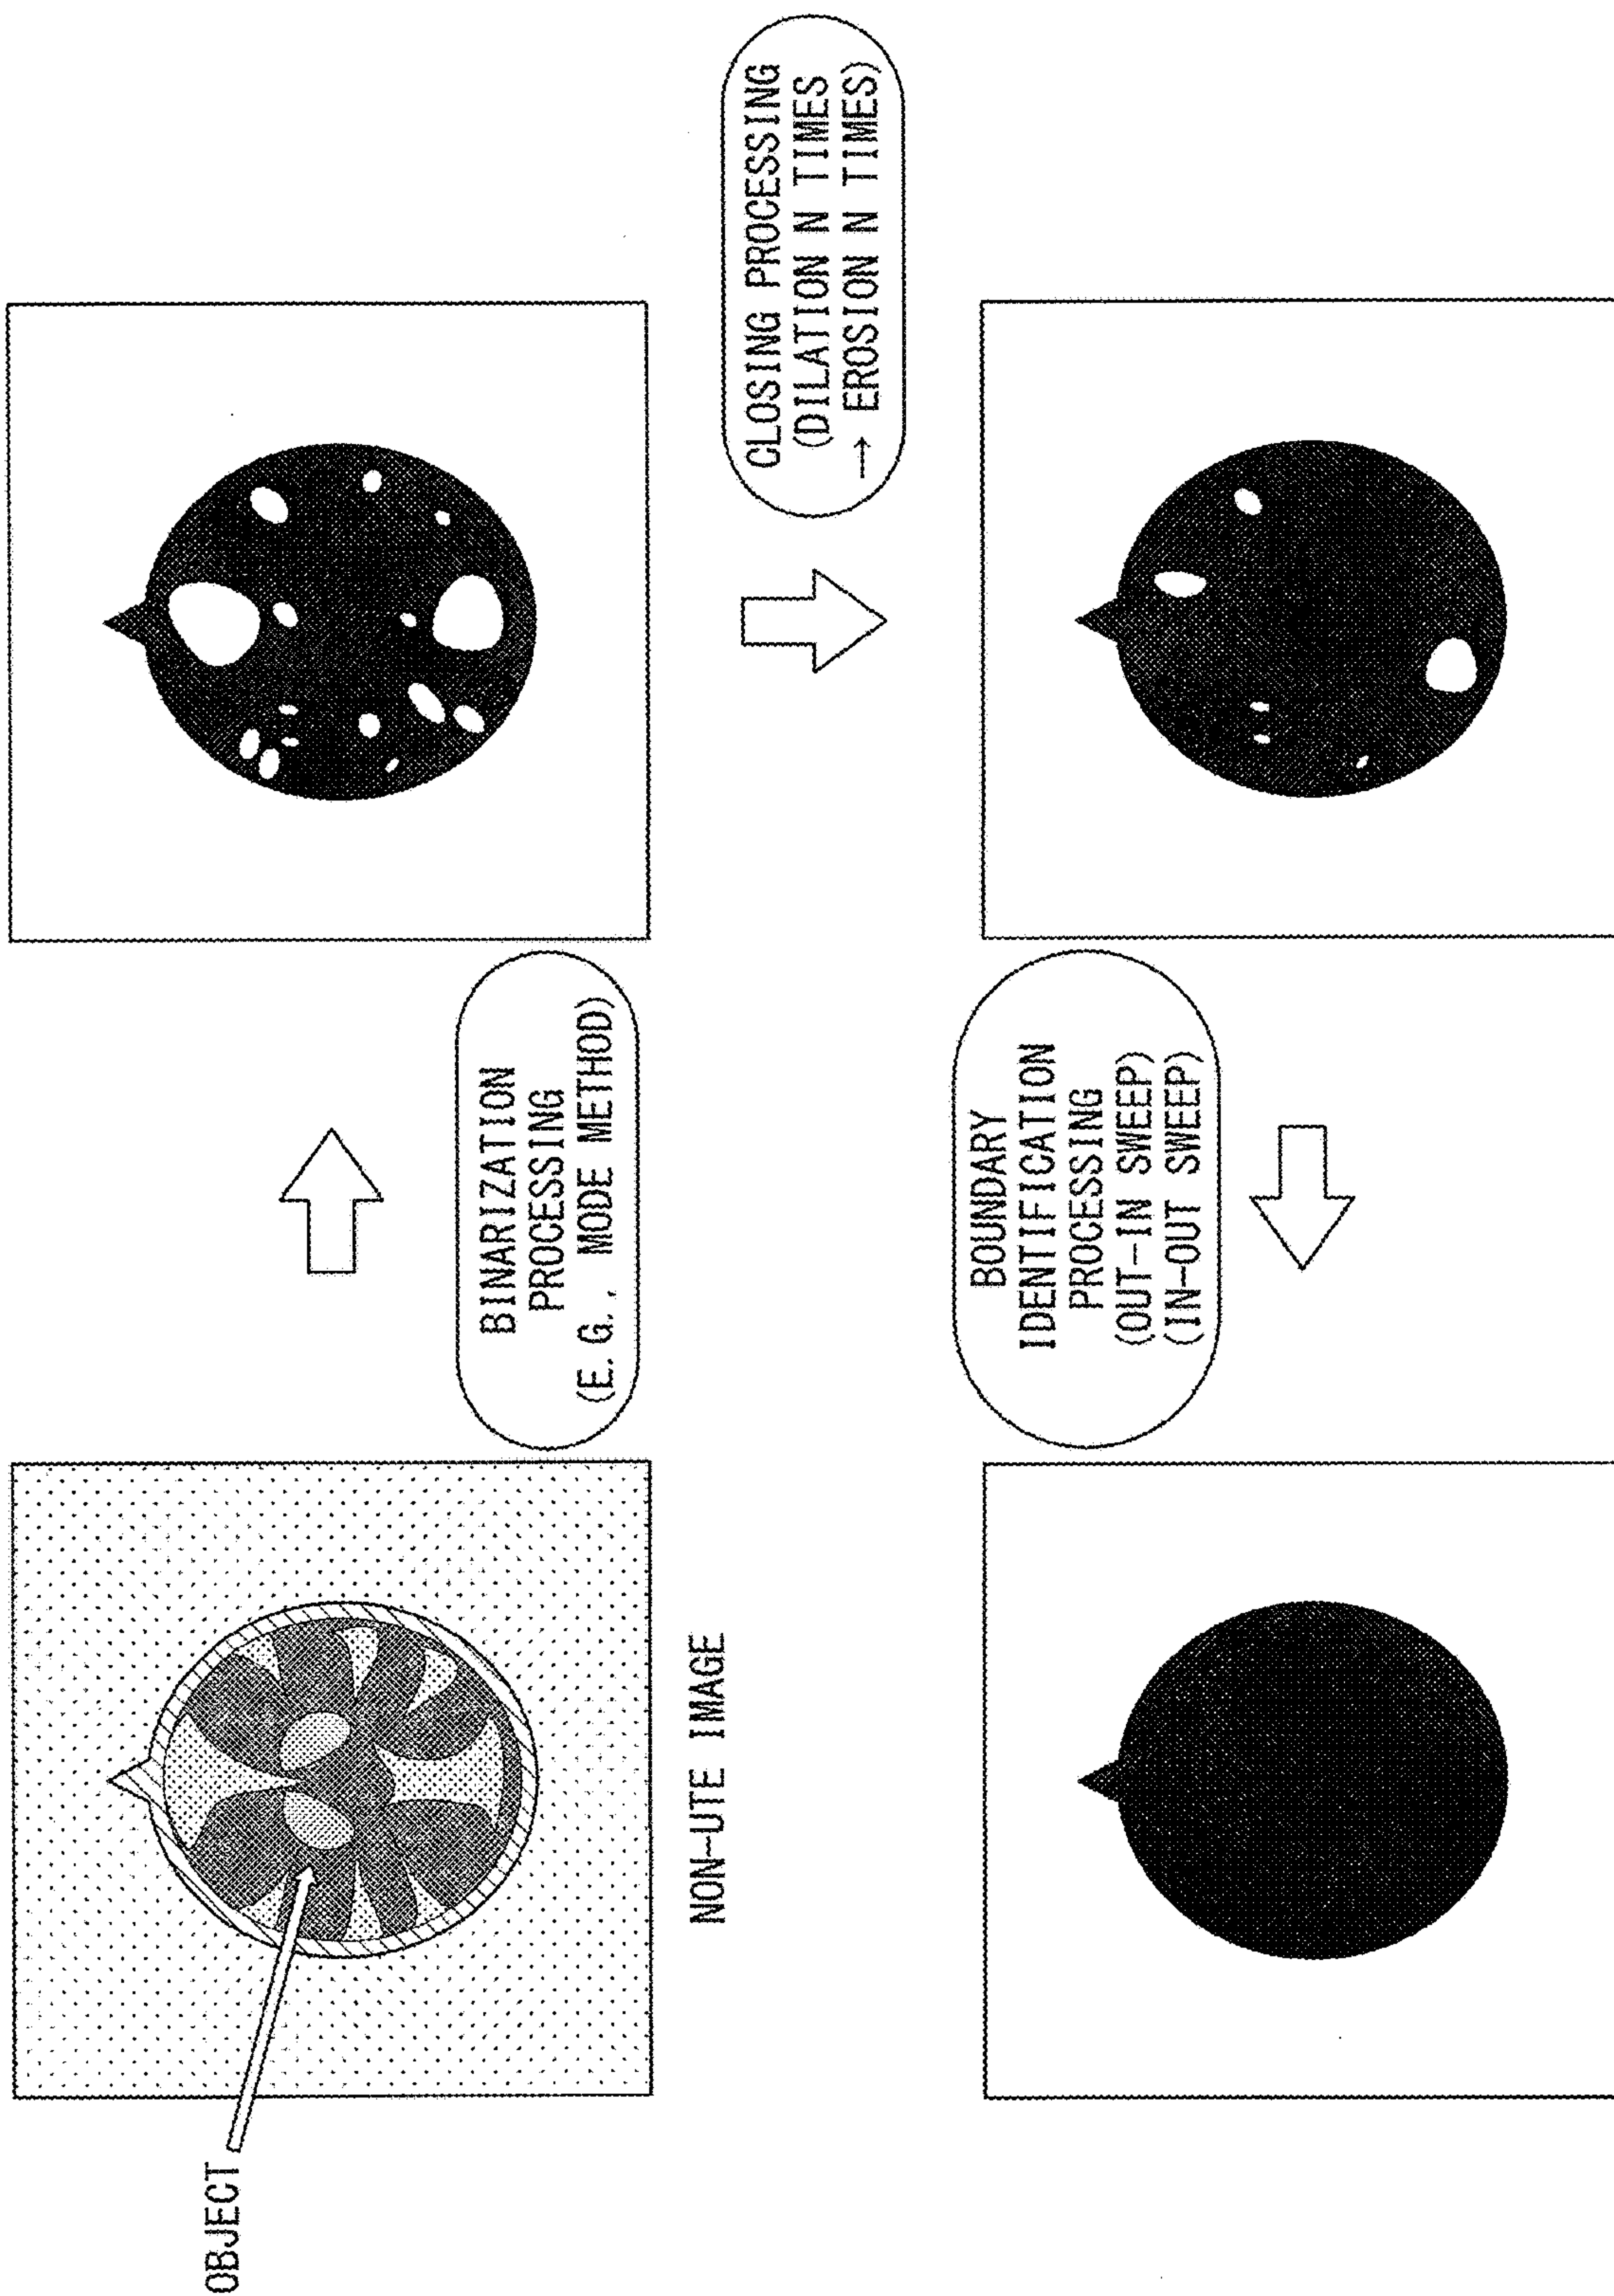 OBJECT
NON-UTE IMAGE
BINARIZATION
PROCESSING
(E. G. , MODE METHOD)
CLOSING PROCESSING
(DILATION N TIMES
→ EROSION N TIMES)
BOUNDARY
IDENTIFICATION
PROCESSING
(OUT-IN SWEEP)
(IN-OUT SWEEP)